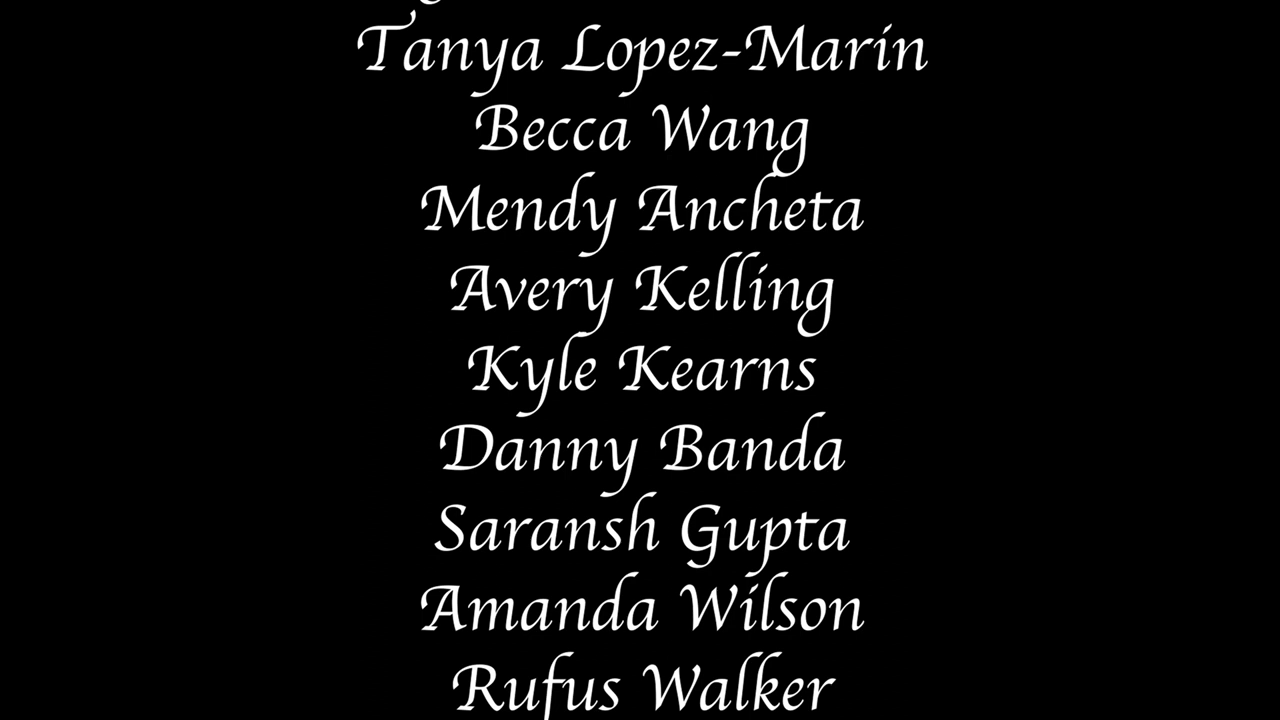 Tanya Lopez-Marin
Becca Wang
Mendy Ancheta
Avery Kelling
Kyle Kearns
Danny Banda
Saransh Gupta
Amanda Wilson
Rufus Walker